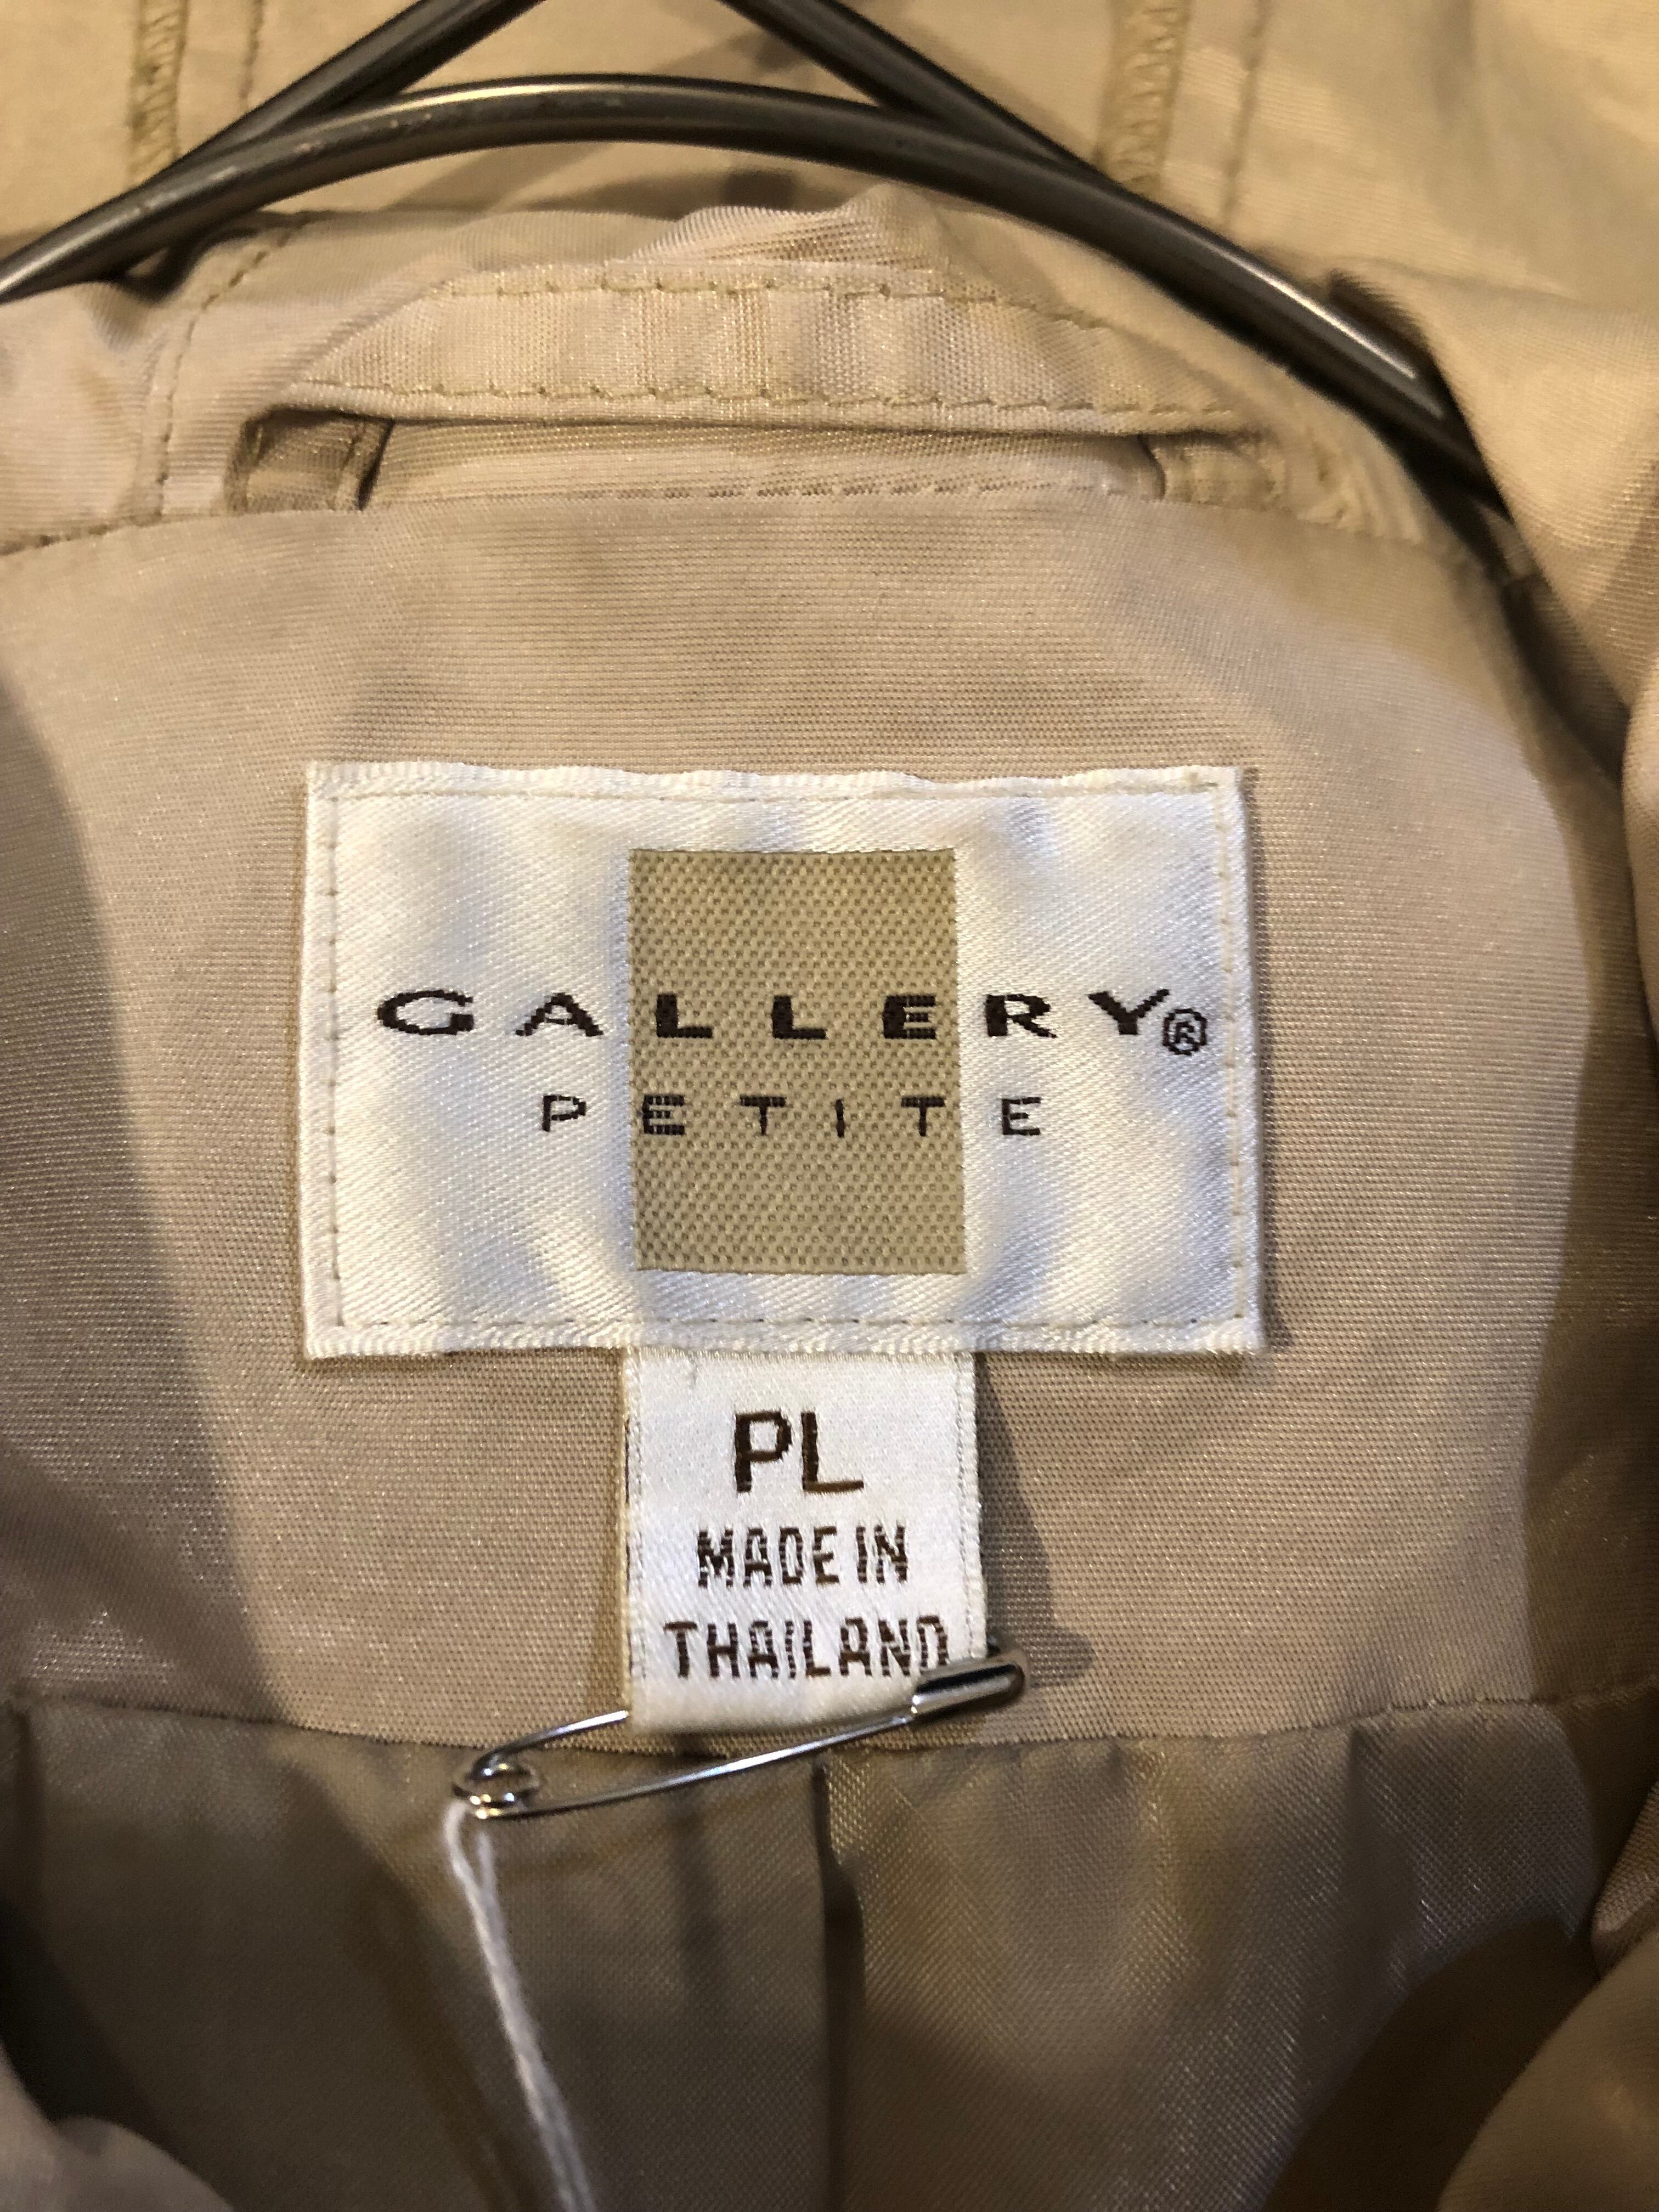 GALLERY®
PETITE
PL
MADE IN
THAILAND